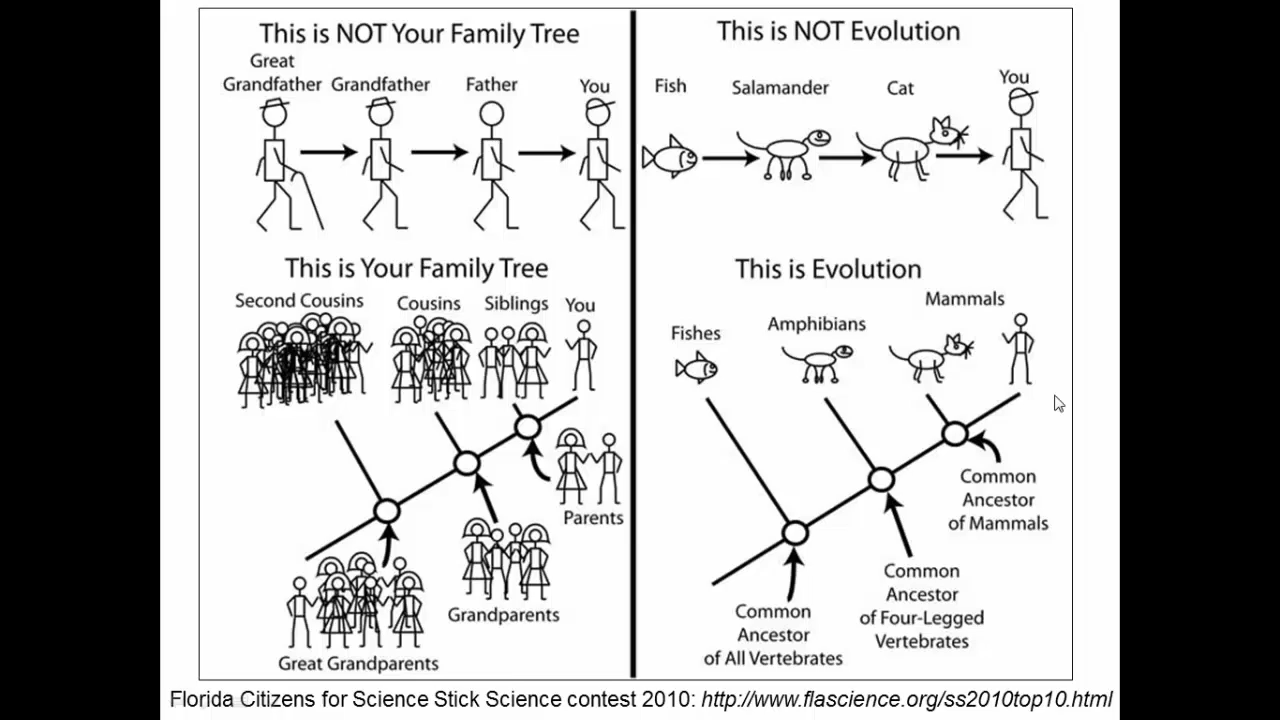 This is NOT Your Family Tree
Great
Grandfather
Grandfather
Father
You
This is NOT Evolution
Fish
Salamander
Cat
You
This is Your Family Tree
Second Cousins
Cousins
Siblings
You
Parents
Grandparents
Great Grandparents
This is Evolution
Fishes
Amphibians
Mammals
Common
Ancestor
of Mammals
Common
Ancestor
of Four-Legged
Vertebrates
Common
Ancestor
of All Vertebrates
Florida Citizens for Science Stick Science contest 2010: http://www.flascience.org/ss2010top10.html